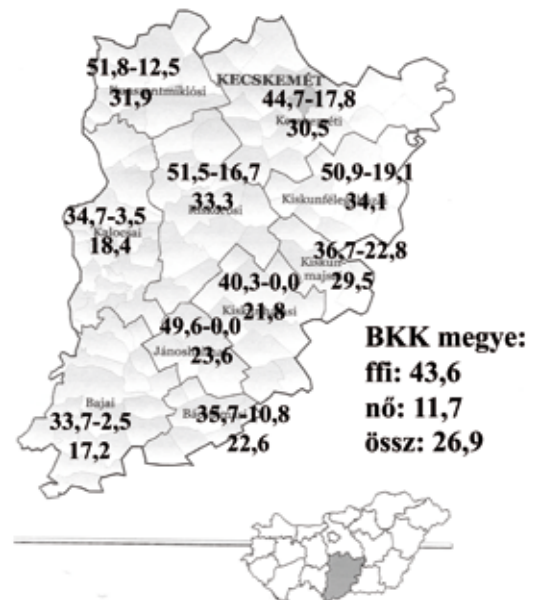 51,8-12,5
31,9
KECSKEMÉT
44,7-17,8
30,5
51,5-16,7
33,3
50,9-19,1
34,1
34,7-3,5
Kalocsai
18,4
36,7-22,8
29,5
40,3-0,0
21,8
49,6-0,0
23,6
BKK megye:
ffi: 43,6
nő: 11,7
össz: 26,9
Bajai
33,7-2,5
17,2
35,7-10,8
22,6